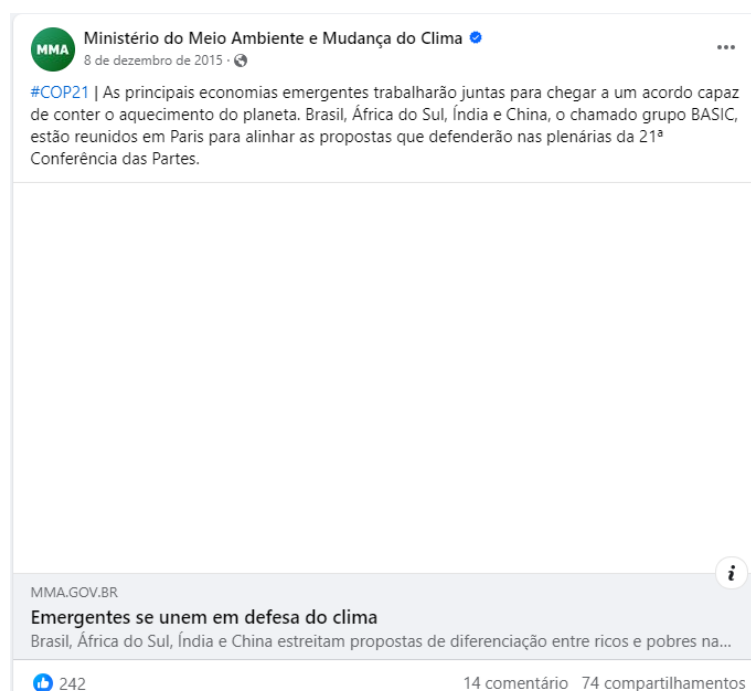 MMA
Ministério do Meio Ambiente e Mudança do Clima
8 de dezembro de 2015 ·
#COP21 | As principais economias emergentes trabalharão juntas para chegar a um acordo capaz
de conter o aquecimento do planeta. Brasil, África do Sul, Índia e China, o chamado grupo BASIC,
estão reunidos em Paris para alinhar as propostas que defenderão nas plenárias da 21ª
Conferência das Partes.
MMA.GOV.BR
Emergentes se unem em defesa do clima
Brasil, África do Sul, Índia e China estreitam propostas de diferenciação entre ricos e pobres na...
242
14 comentário 74 compartilhamentos